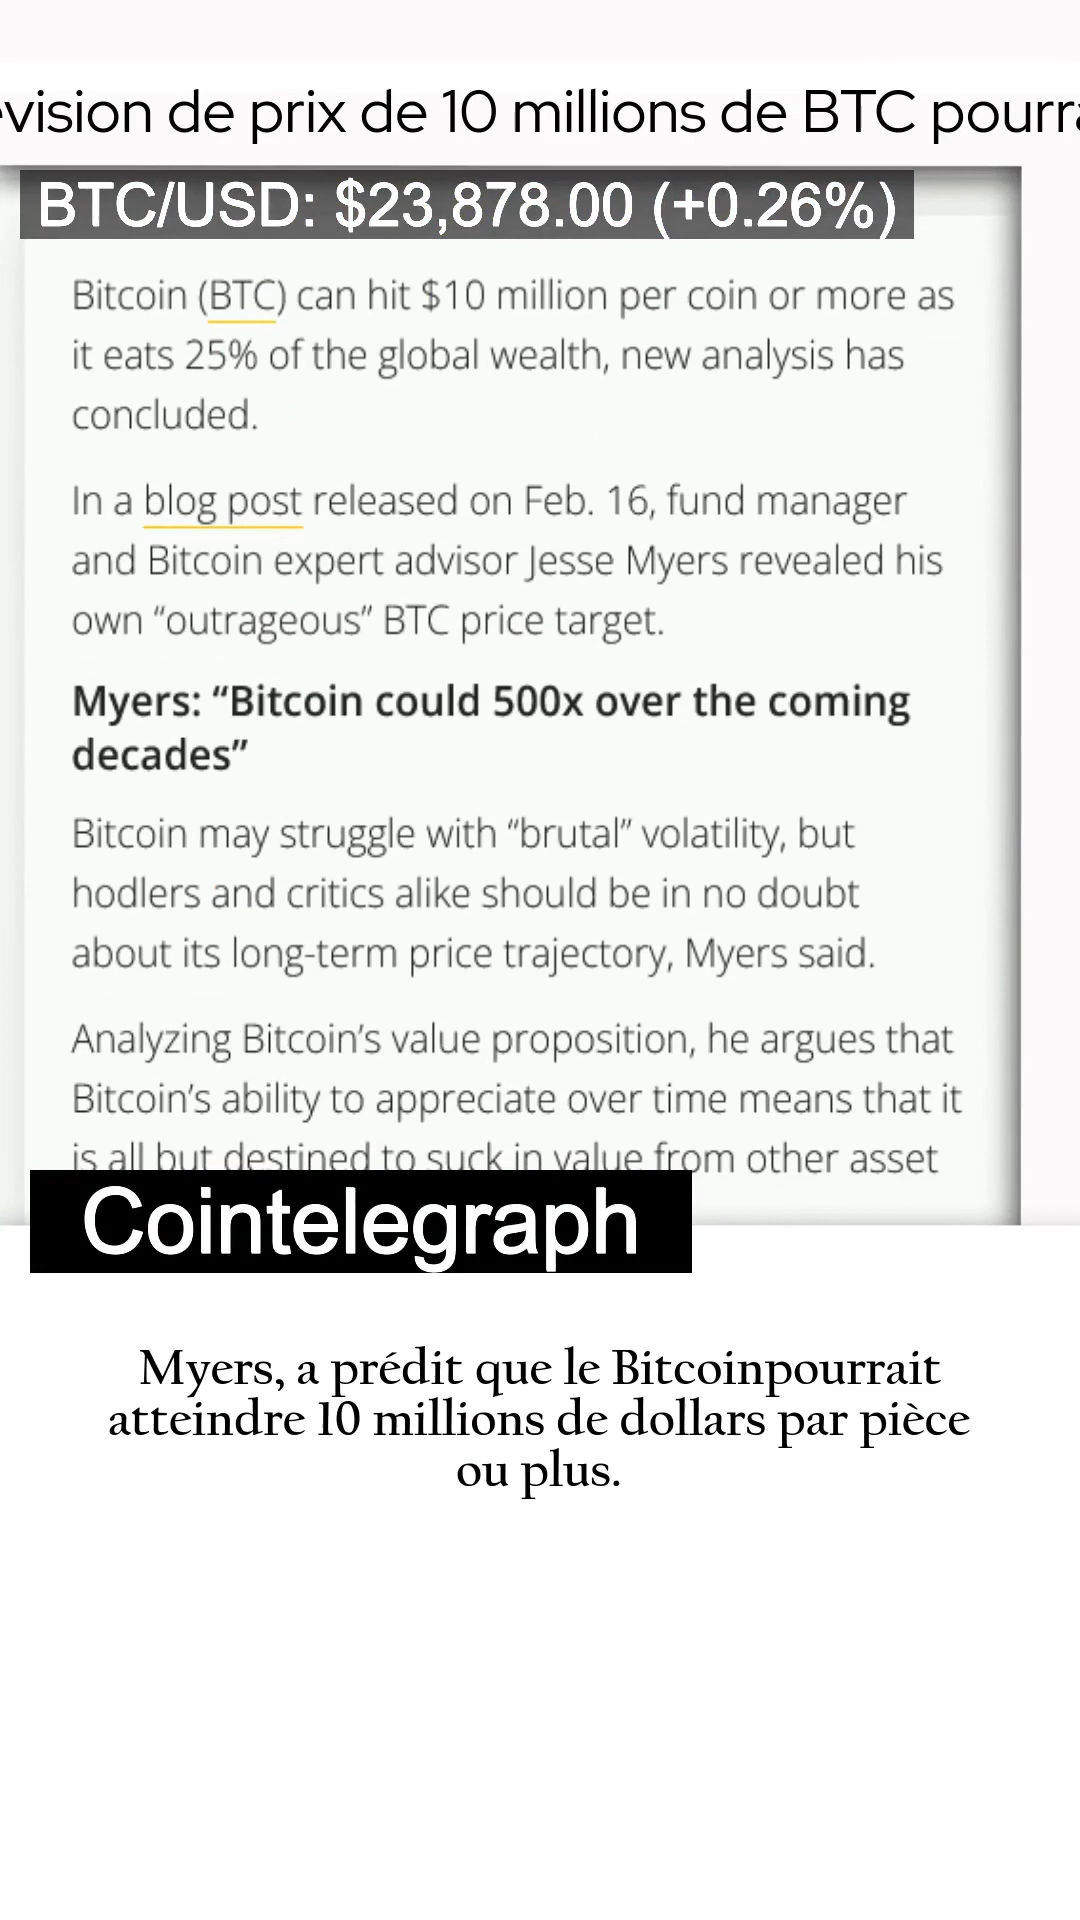 vision de prix de 10 millions de BTC pourr
BTC/USD: $23,878.00 (+0.26%)
Bitcoin (BTC) can hit $10 million per coin or more as
it eats 25% of the global wealth, new analysis has
concluded.
In a blog post released on Feb. 16, fund manager
and Bitcoin expert advisor Jesse Myers revealed his
own “outrageous” BTC price target.
Myers: “Bitcoin could 500x over the coming
decades”
Bitcoin may struggle with “brutal” volatility, but
hodlers and critics alike should be in no doubt
about its long-term price trajectory, Myers said.
Analyzing Bitcoin’s value proposition, he argues that
Bitcoin’s ability to appreciate over time means that it
is all but destined to suck in value from other asset
Cointelegraph
Myers, a prédit que le Bitcoinpourrait
atteindre 10 millions de dollars par pièce
ou plus.